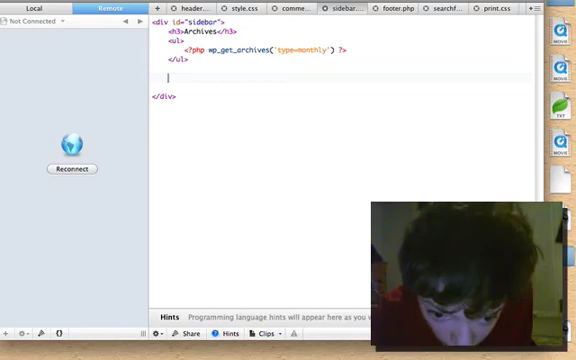 Local Remote + header... style.css comme... sidebar... footer.php searchf... print.css
Not Connected
<div id="sidebar">
<h3>Archives</h3>
<ul>
<?php wp_get_archives('type=monthly') ?>
</ul>
</div>
Reconnect
Hints Programming language hints will appear here as you w
Share Hints Clips
MOVIE
MOVIE
TXT
MOVIE